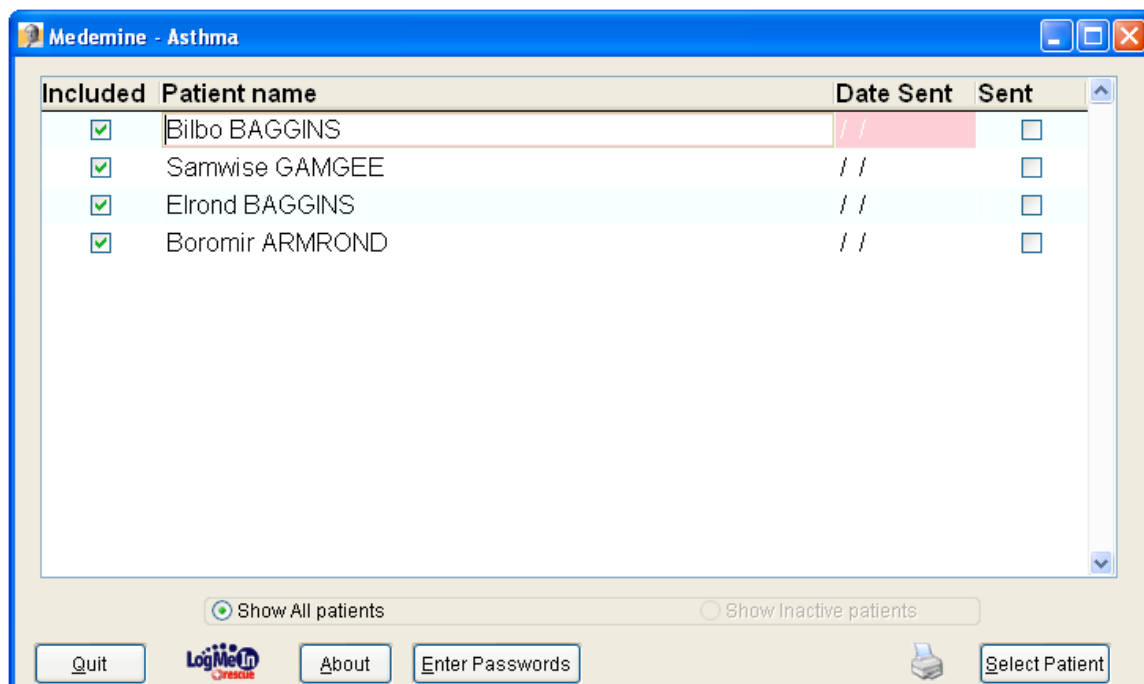 Medemine - Asthma
Included Patient name Date Sent Sent
Bilbo BAGGINS / /
Samwise GAMGEE / /
Elrond BAGGINS / /
Boromir ARMROND / /
Show All patients Show Inactive patients
Quit LogMeIn rescue About Enter Passwords Select Patient